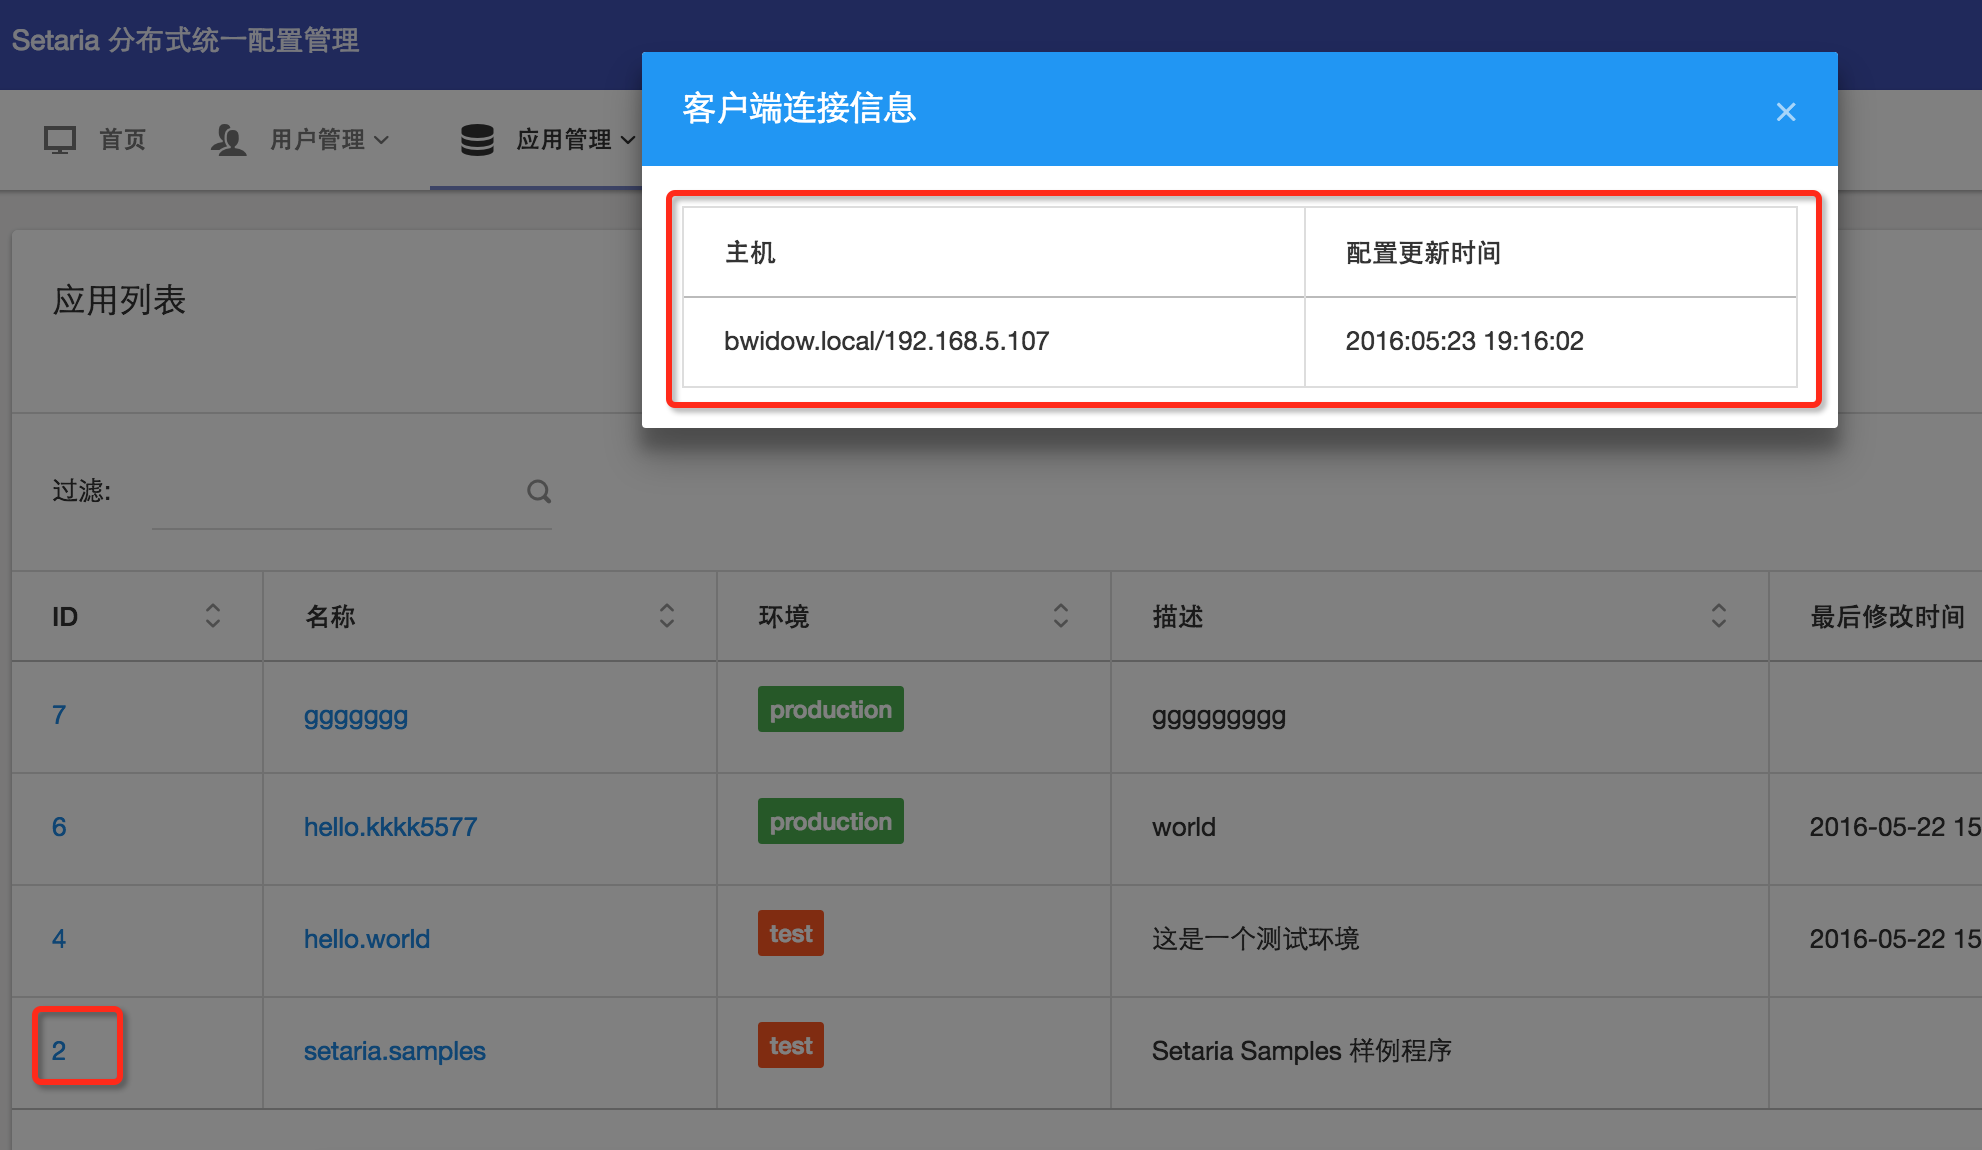 Setaria 分布式统一配置管理
首页 用户管理 应用管理
客户端连接信息 ×
主机 配置更新时间
bwidow.local/192.168.5.107 2016:05:23 19:16:02
应用列表
过滤:
ID 名称 环境 描述 最后修改时间
7 ggggggg production ggggggggg
6 hello.kkkk5577 production world 2016-05-22 15
4 hello.world test 这是一个测试环境 2016-05-22 15
2 setaria.samples test Setaria Samples 样例程序